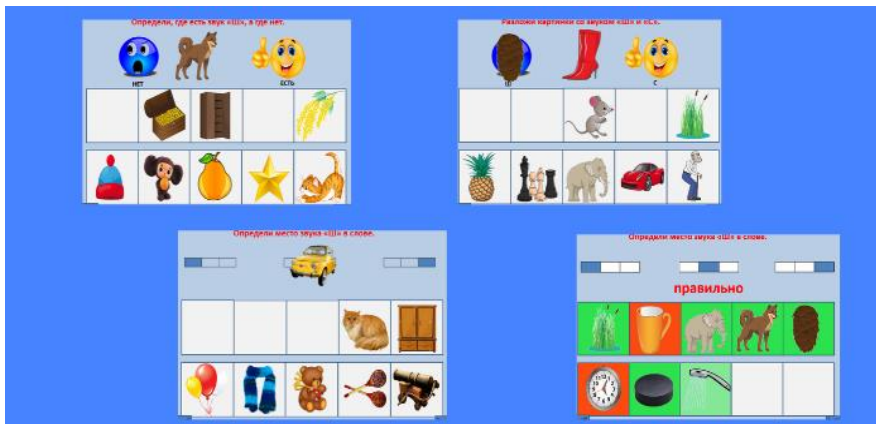 Определи, где есть звук «Ш», а где нет.
НЕТ
ЕСТЬ
Разложи картинки со звуком «Ш» и «С».
Ш
С
Определи место звука «Ш» в слове.
Определи место звука «Ш» в слове.
правильно